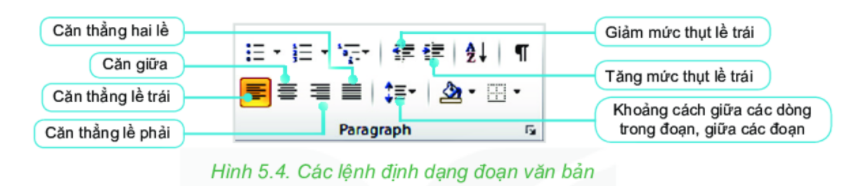 Căn thẳng hai lề
Căn giữa
Căn thẳng lề trái
Căn thẳng lề phải
Giảm mức thụt lề trái
Tăng mức thụt lề trái
Khoảng cách giữa các dòng
trong đoạn, giữa các đoạn
Paragraph
Hình 5.4. Các lệnh định dạng đoạn văn bản